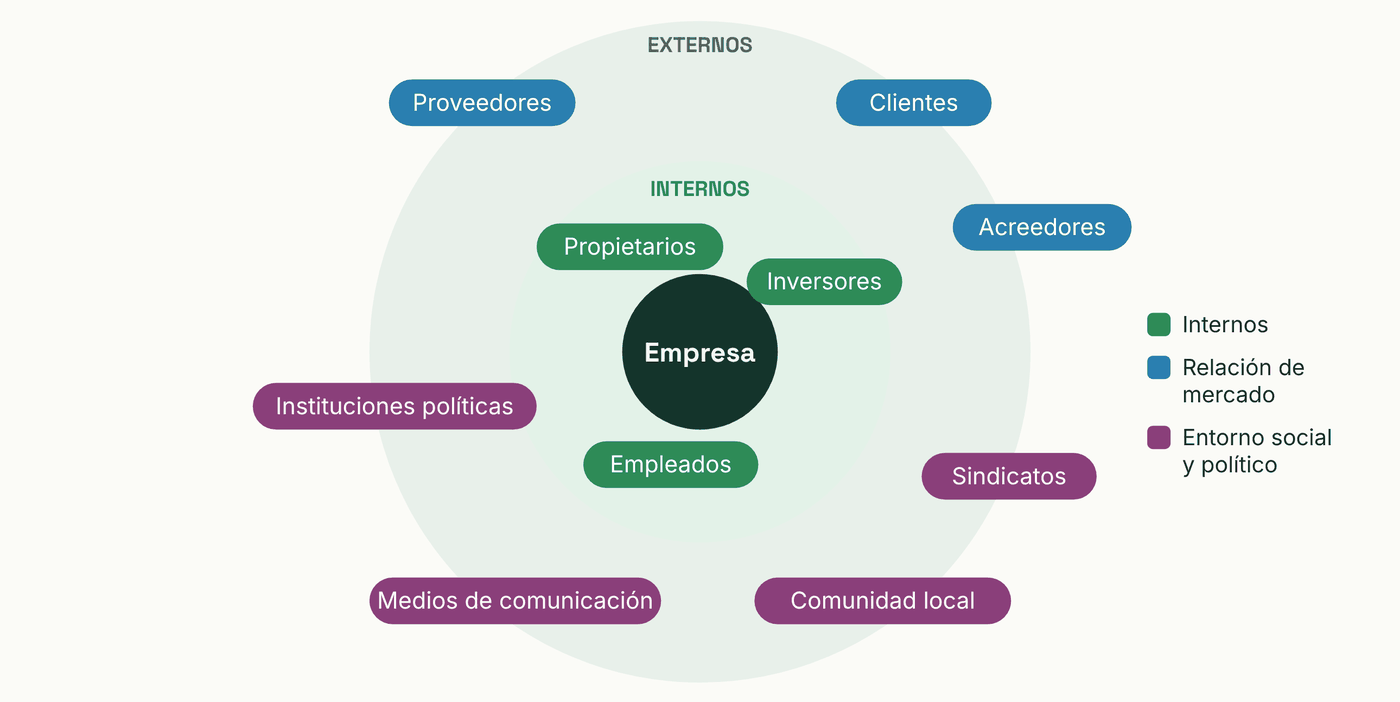 EXTERNOS
Proveedores
Clientes
INTERNOS
Acreedores
Propietarios
Inversores
Internos
Empresa
Relación de
mercado
Instituciones políticas
Entorno social
y político
Empleados
Sindicatos
Medios de comunicación
Comunidad local